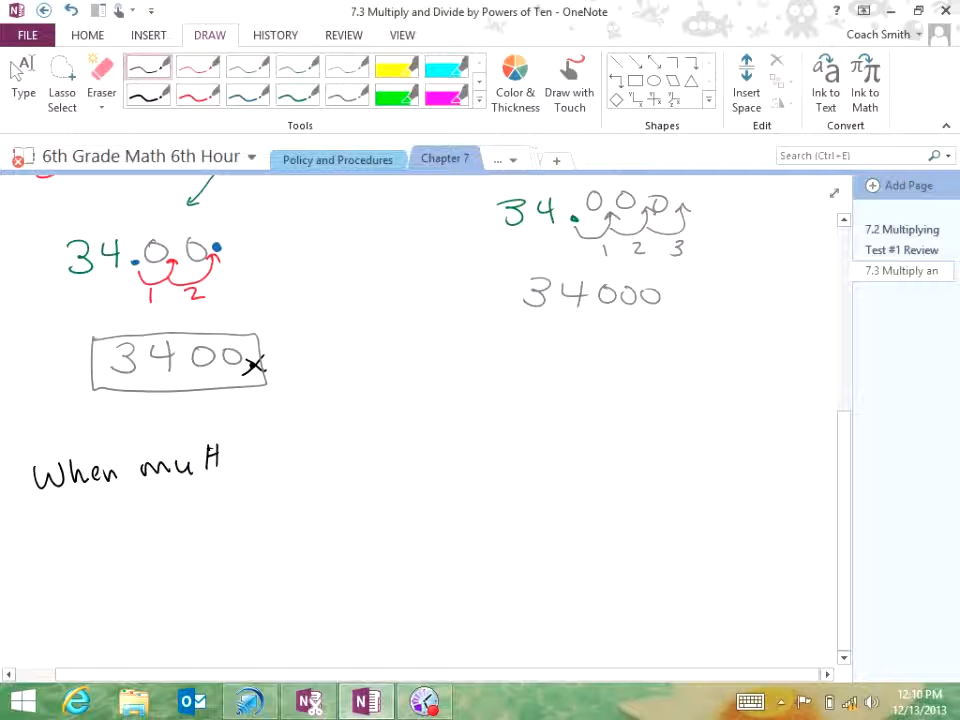 7.3 Multiply and Divide by Powers of Ten - OneNote
FILE HOME INSERT DRAW HISTORY REVIEW VIEW
Coach Smith
Type
Lasso Select
Eraser
Color & Thickness
Draw with Touch
Insert Space
Ink to Text
Ink to Math
Tools
Shapes
Edit
Convert
6th Grade Math 6th Hour
Policy and Procedures
Chapter 7
...
Search (Ctrl+E)
Add Page
7.2 Multiplying
Test #1 Review
7.3 Multiply an
34.00.
1 2
3400
34.000
1 2 3
34000
When mult
12:10 PM
12/13/2013